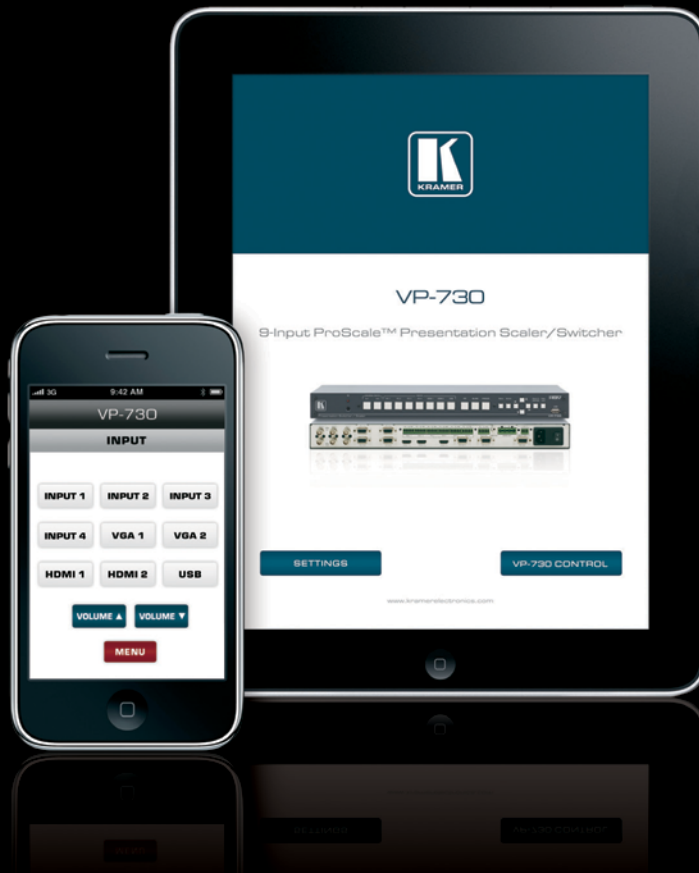 KRAMER
VP-730
9-Input ProScale™ Presentation Scaler/Switcher
SETTINGS
VP-730 CONTROL
www.kramerelectronics.com
3G
9:42 AM
VP-730
INPUT
INPUT 1
INPUT 2
INPUT 3
INPUT 4
VGA 1
VGA 2
HDMI 1
HDMI 2
USB
VOLUME ▲
VOLUME ▼
MENU